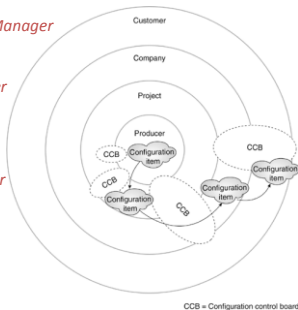 Customer
Manager
Company
er
Project
Producer
CCB
Configuration
item
CCB
CCB
Configuration
item
r
Configuration
item
Configuration
item
CCB
CCB = Configuration control board